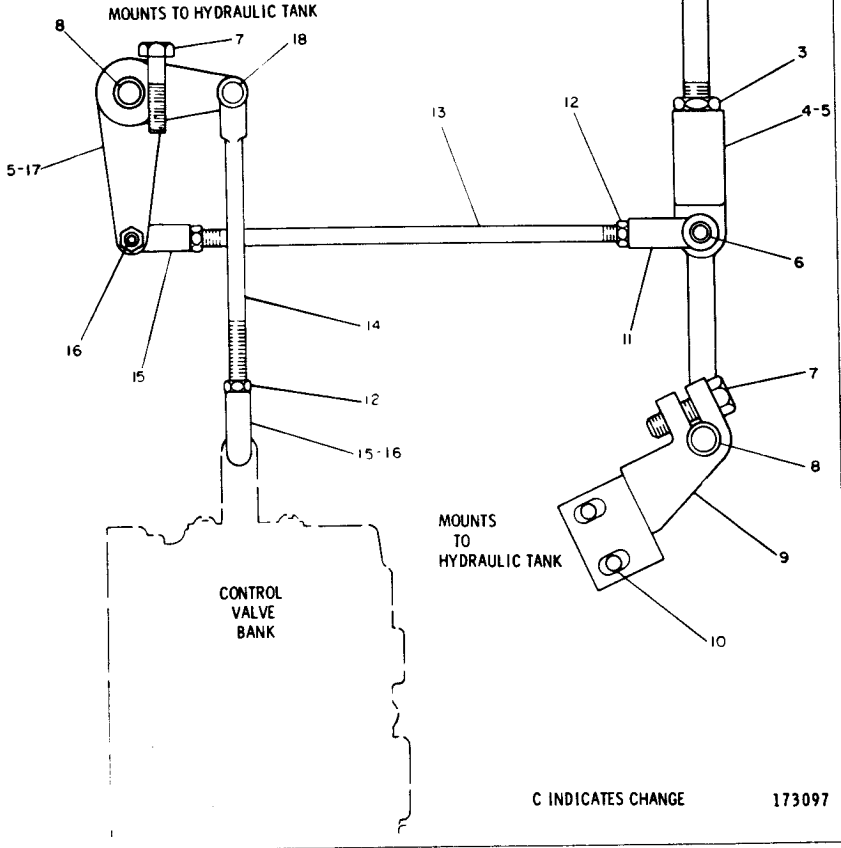 MOUNTS TO HYDRAULIC TANK
8
7
18
3
4-5
13
12
5-17
6
16
15
11
14
7
12
8
15-16
MOUNTS
TO
HYDRAULIC TANK
9
CONTROL
VALVE
BANK
10
C INDICATES CHANGE 173097